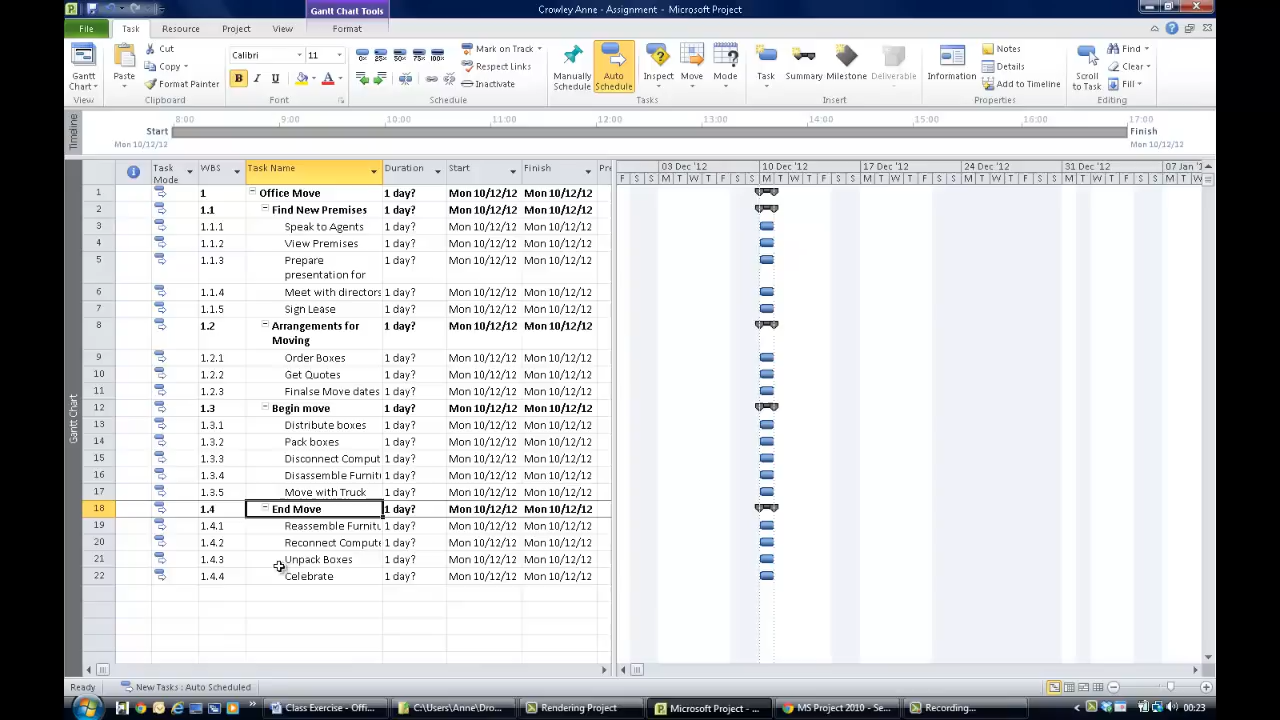 Gantt Chart Tools
Crowley Anne - Assignment - Microsoft Project
File Task Resource Project View Format
Gantt Chart
View
Paste
Cut
Copy
Format Painter
Clipboard
Calibri 11
B I U A
Font
0% 25% 50% 75% 100%
Mark on Track
Respect Links
Inactivate
Schedule
Manually Schedule
Auto Schedule
Inspect
Move
Mode
Tasks
Task
Summary
Milestone
Deliverable
Insert
Information
Notes
Details
Add to Timeline
Properties
Scroll to Task
Find
Clear
Fill
Editing
Timeline
8:00 9:00 10:00 11:00 12:00 13:00 14:00 15:00 16:00 17:00
Start
Mon 10/12/12
Finish
Mon 10/12/12
Task Mode WBS Task Name Duration Start Finish Pre
03 Dec '12 10 Dec '12 17 Dec '12 24 Dec '12 31 Dec '12 07 Jan '1
F S S M T W T F S S M T W T F S S M T W T F S S M T W T F S S M T W T F S S M T
Gantt Chart
1 1 Office Move 1 day? Mon 10/12/12 Mon 10/12/12
2 1.1 Find New Premises 1 day? Mon 10/12/12 Mon 10/12/12
3 1.1.1 Speak to Agents 1 day? Mon 10/12/12 Mon 10/12/12
4 1.1.2 View Premises 1 day? Mon 10/12/12 Mon 10/12/12
5 1.1.3 Prepare 1 day? Mon 10/12/12 Mon 10/12/12
presentation for
6 1.1.4 Meet with directors 1 day? Mon 10/12/12 Mon 10/12/12
7 1.1.5 Sign Lease 1 day? Mon 10/12/12 Mon 10/12/12
8 1.2 Arrangements for 1 day? Mon 10/12/12 Mon 10/12/12
Moving
9 1.2.1 Order Boxes 1 day? Mon 10/12/12 Mon 10/12/12
10 1.2.2 Get Quotes 1 day? Mon 10/12/12 Mon 10/12/12
11 1.2.3 Finalse Move dates 1 day? Mon 10/12/12 Mon 10/12/12
12 1.3 Begin move 1 day? Mon 10/12/12 Mon 10/12/12
13 1.3.1 Distribute boxes 1 day? Mon 10/12/12 Mon 10/12/12
14 1.3.2 Pack boxes 1 day? Mon 10/12/12 Mon 10/12/12
15 1.3.3 Disconnect Comput 1 day? Mon 10/12/12 Mon 10/12/12
16 1.3.4 Disassemble Furnitu 1 day? Mon 10/12/12 Mon 10/12/12
17 1.3.5 Move with Truck 1 day? Mon 10/12/12 Mon 10/12/12
18 1.4 End Move 1 day? Mon 10/12/12 Mon 10/12/12
19 1.4.1 Reassemble Furnitu 1 day? Mon 10/12/12 Mon 10/12/12
20 1.4.2 Reconnect Compute 1 day? Mon 10/12/12 Mon 10/12/12
21 1.4.3 Unpack Boxes 1 day? Mon 10/12/12 Mon 10/12/12
22 1.4.4 Celebrate 1 day? Mon 10/12/12 Mon 10/12/12
Ready New Tasks : Auto Scheduled
Class Exercise - Offi... C:\Users\Anne\Dro... Rendering Project Microsoft Project - ... MS Project 2010 - Se... Recording... 00:23